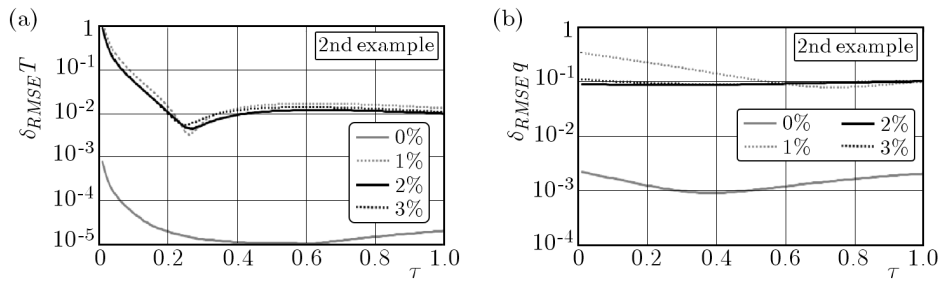 (a)
δRMSE T
1
10-1
10-2
10-3
10-4
10-5
2nd example
0%
1%
2%
3%
0 0.2 0.4 0.6 0.8 1.0
τ
(b)
δRMSE q
1
10-1
10-2
10-3
10-4
2nd example
0% 2%
1% 3%
0 0.2 0.4 0.6 0.8 1.0
τ